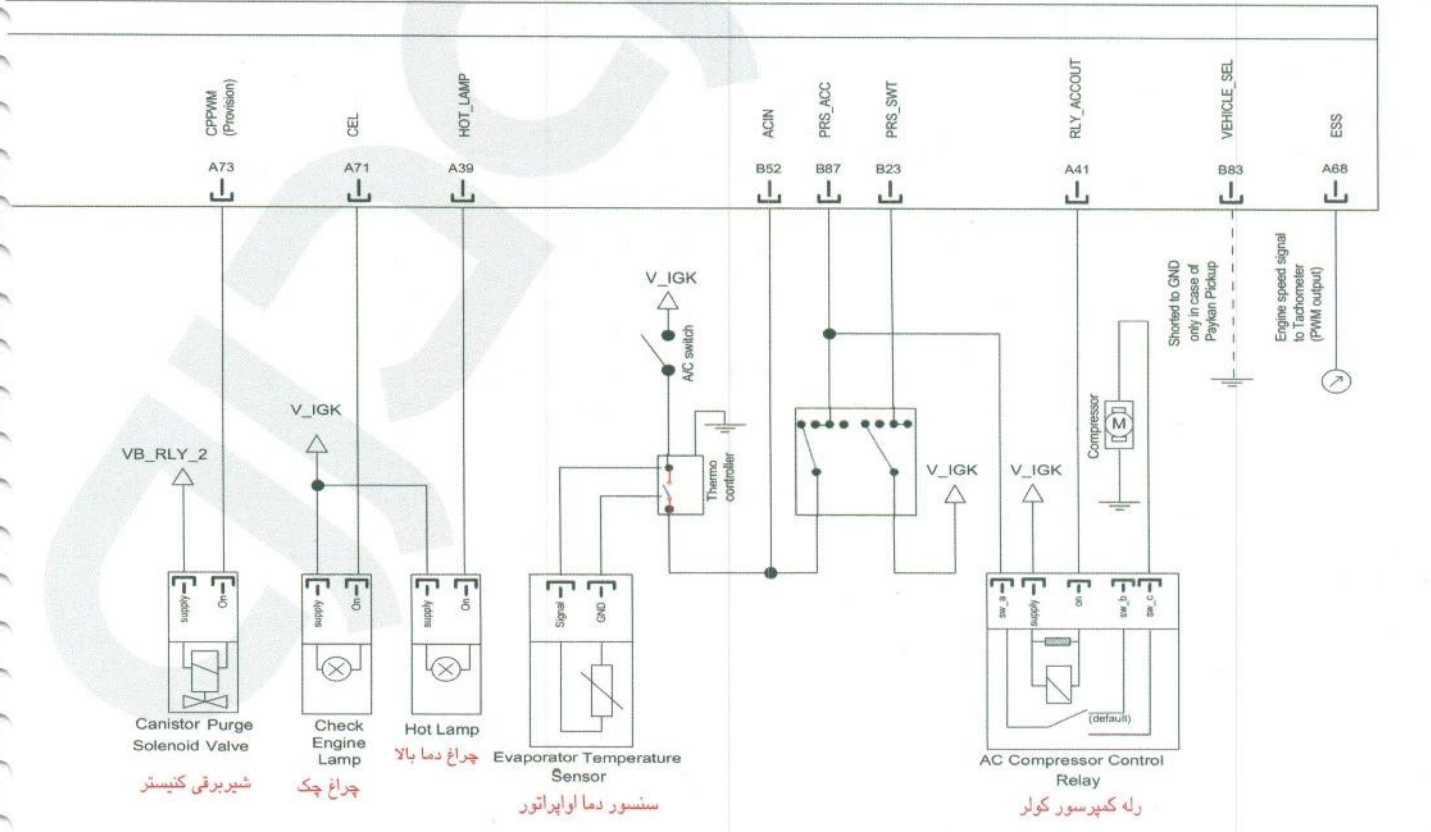 CPPWM
(Provision)
CEL
HOT_LAMP
ACIN
PRS_ACC
PRS_SWT
RLY_ACCOUT
VEHICLE_SEL
ESS
A73
A71
A39
B52
B87
B23
A41
B83
A68
Shorted to GND
only in case of
Paykan Pickup
Engine speed signal
to Tachometer
(PWM output)
V_IGK
A/C switch
V_IGK
VB_RLY_2
Thermo
controller
Compressor
M
V_IGK
V_IGK
supply
On
supply
On
supply
On
Signal
GND
sw_a
supply
on
sw_b
sw_c
(default)
Canistor Purge
Solenoid Valve
شیربرقی کنیستر
Check
Engine
Lamp
چراغ چک
Hot Lamp
چراغ دما بالا
Evaporator Temperature
Sensor
سنسور دما اواپراتور
AC Compressor Control
Relay
رله کمپرسور کولر